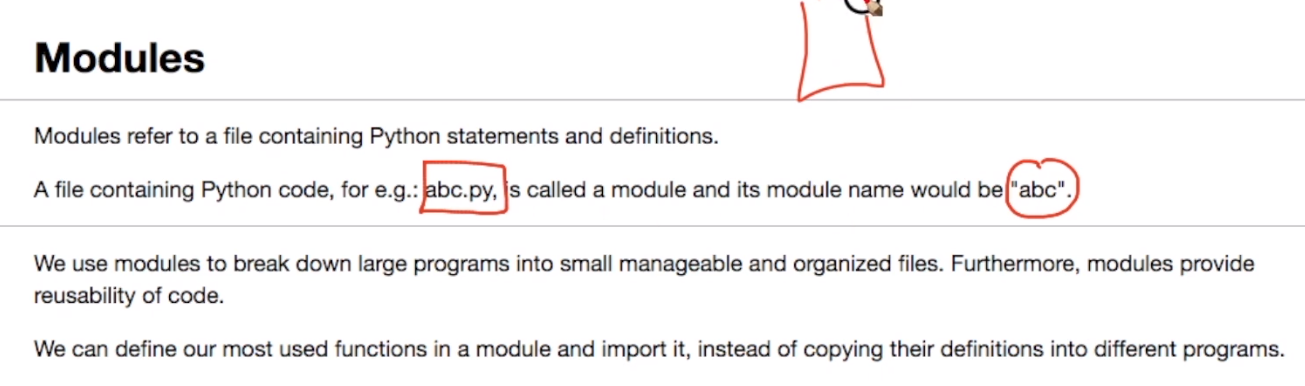 Modules
Modules refer to a file containing Python statements and definitions.
A file containing Python code, for e.g.: abc.py, is called a module and its module name would be "abc".
We use modules to break down large programs into small manageable and organized files. Furthermore, modules provide
reusability of code.
We can define our most used functions in a module and import it, instead of copying their definitions into different programs.